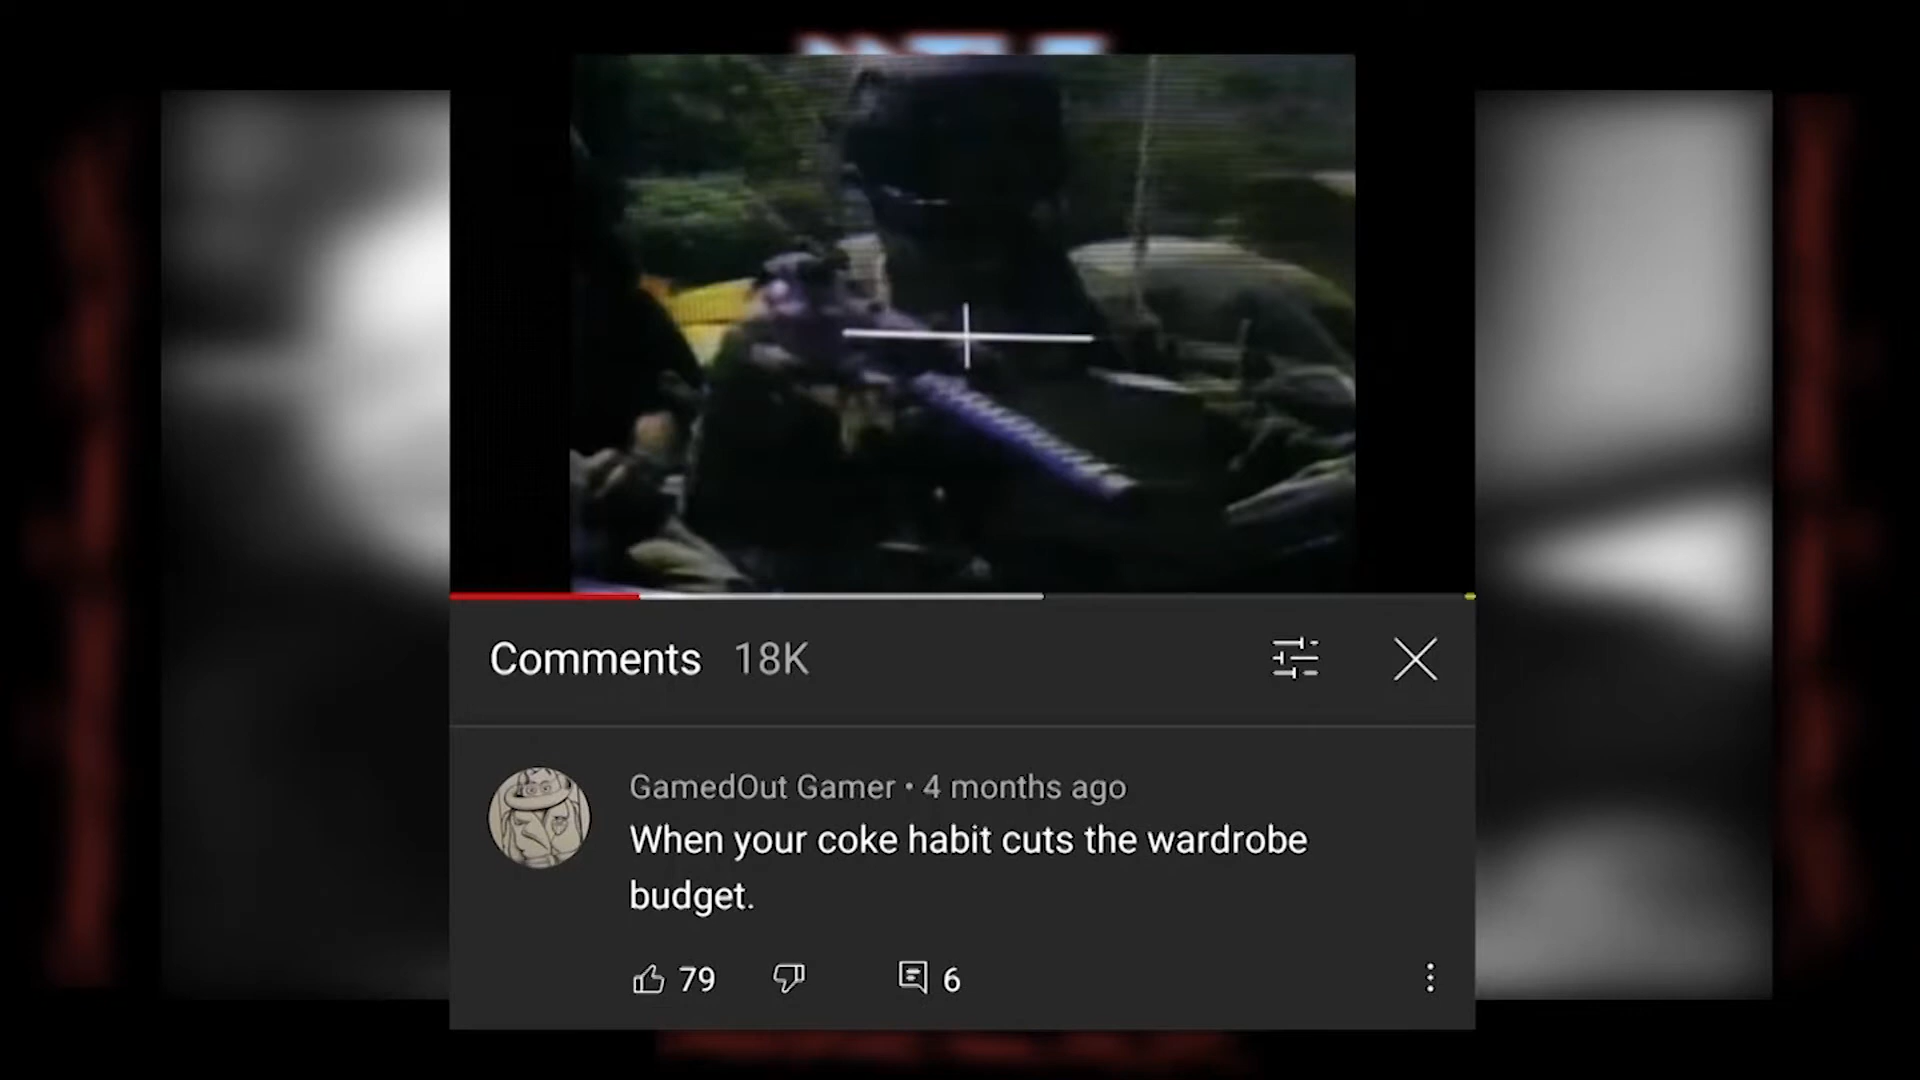 Comments 18K
GamedOut Gamer • 4 months ago
When your coke habit cuts the wardrobe
budget.
79 6